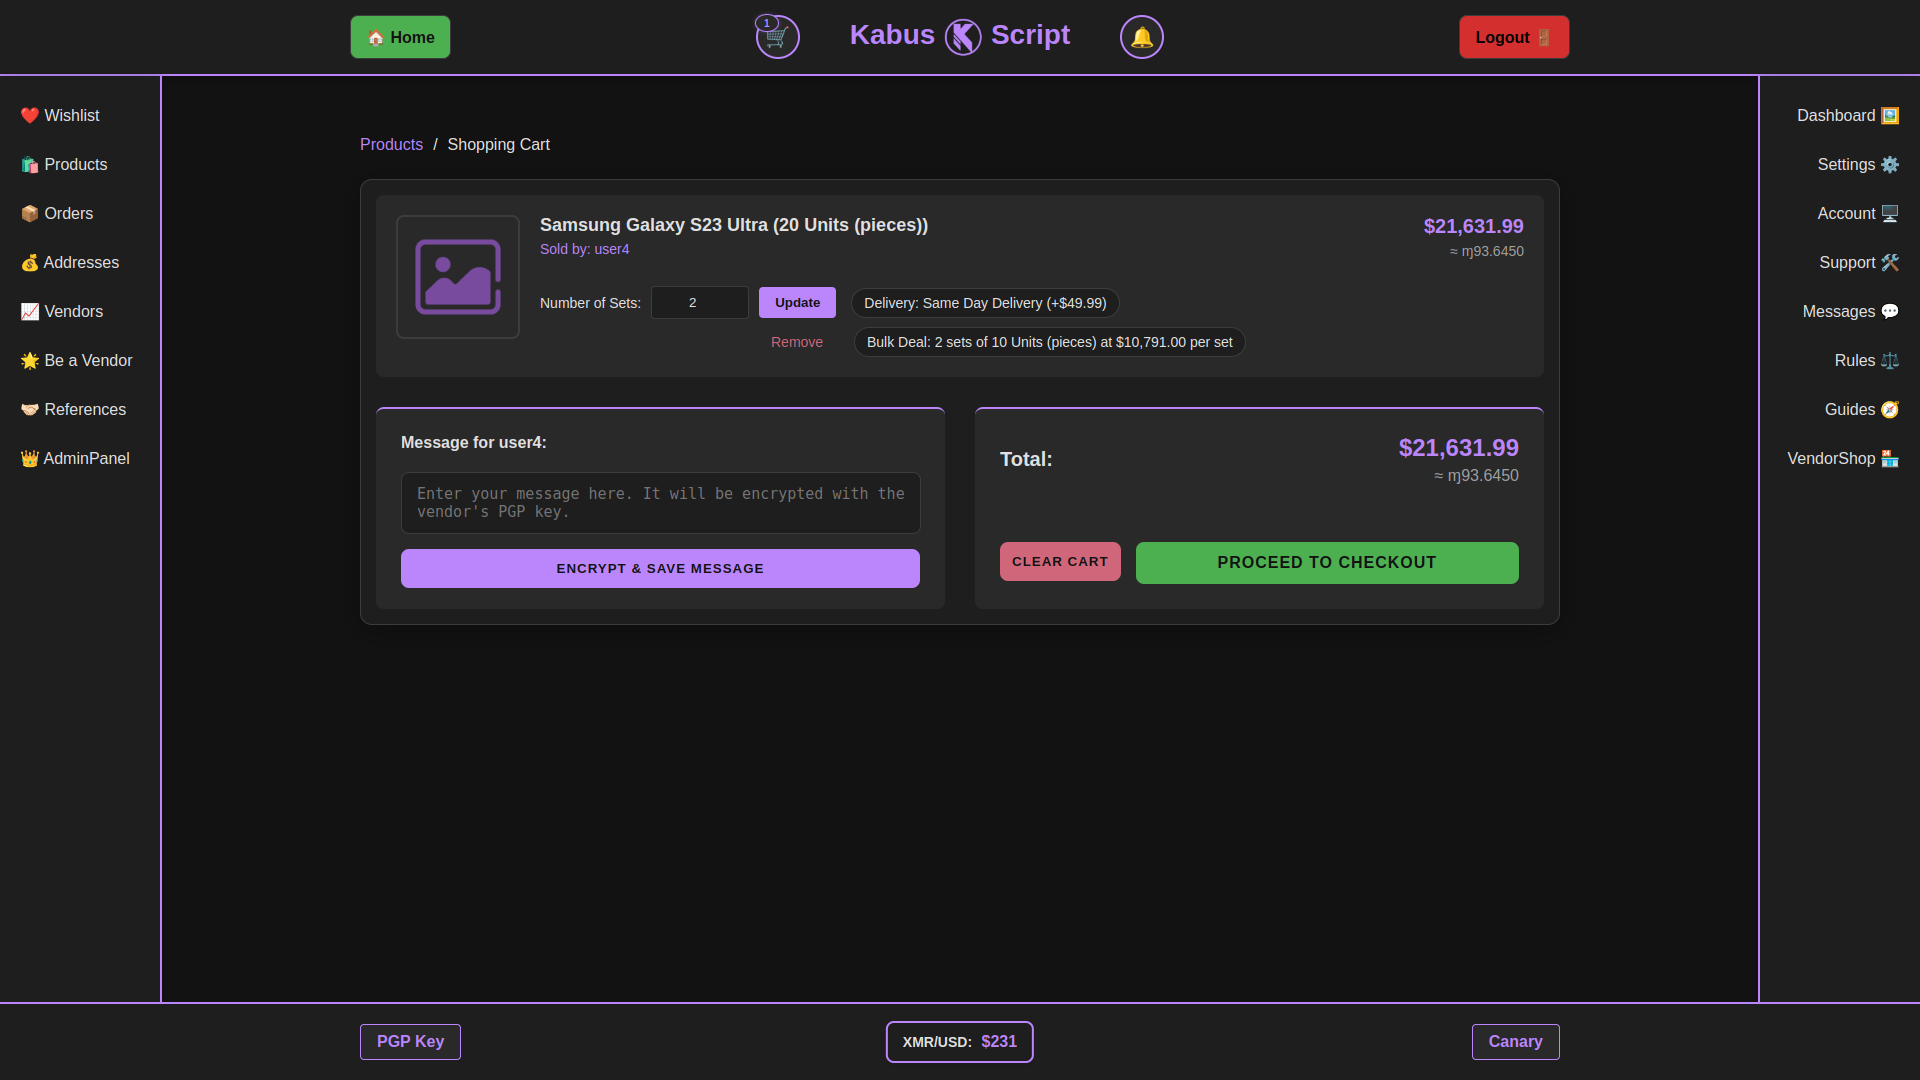 🏠 Home
1
🛒
Kabus Script
🔔
Logout 🚪
❤️ Wishlist
🛍️ Products
📦 Orders
💰 Addresses
📈 Vendors
🌟 Be a Vendor
🤝🏻 References
👑 AdminPanel
Products / Shopping Cart
Samsung Galaxy S23 Ultra (20 Units (pieces))
Sold by: user4
$21,631.99
≈ ɱ93.6450
Number of Sets: 2 Update Delivery: Same Day Delivery (+$49.99)
Remove Bulk Deal: 2 sets of 10 Units (pieces) at $10,791.00 per set
Message for user4:
Enter your message here. It will be encrypted with the
vendor's PGP key.
ENCRYPT & SAVE MESSAGE
Total:
$21,631.99
≈ ɱ93.6450
CLEAR CART
PROCEED TO CHECKOUT
Dashboard 🖼️
Settings ⚙️
Account 🖥️
Support 🛠️
Messages 💬
Rules ⚖️
Guides 🧭
VendorShop 🏪
PGP Key
XMR/USD: $231
Canary